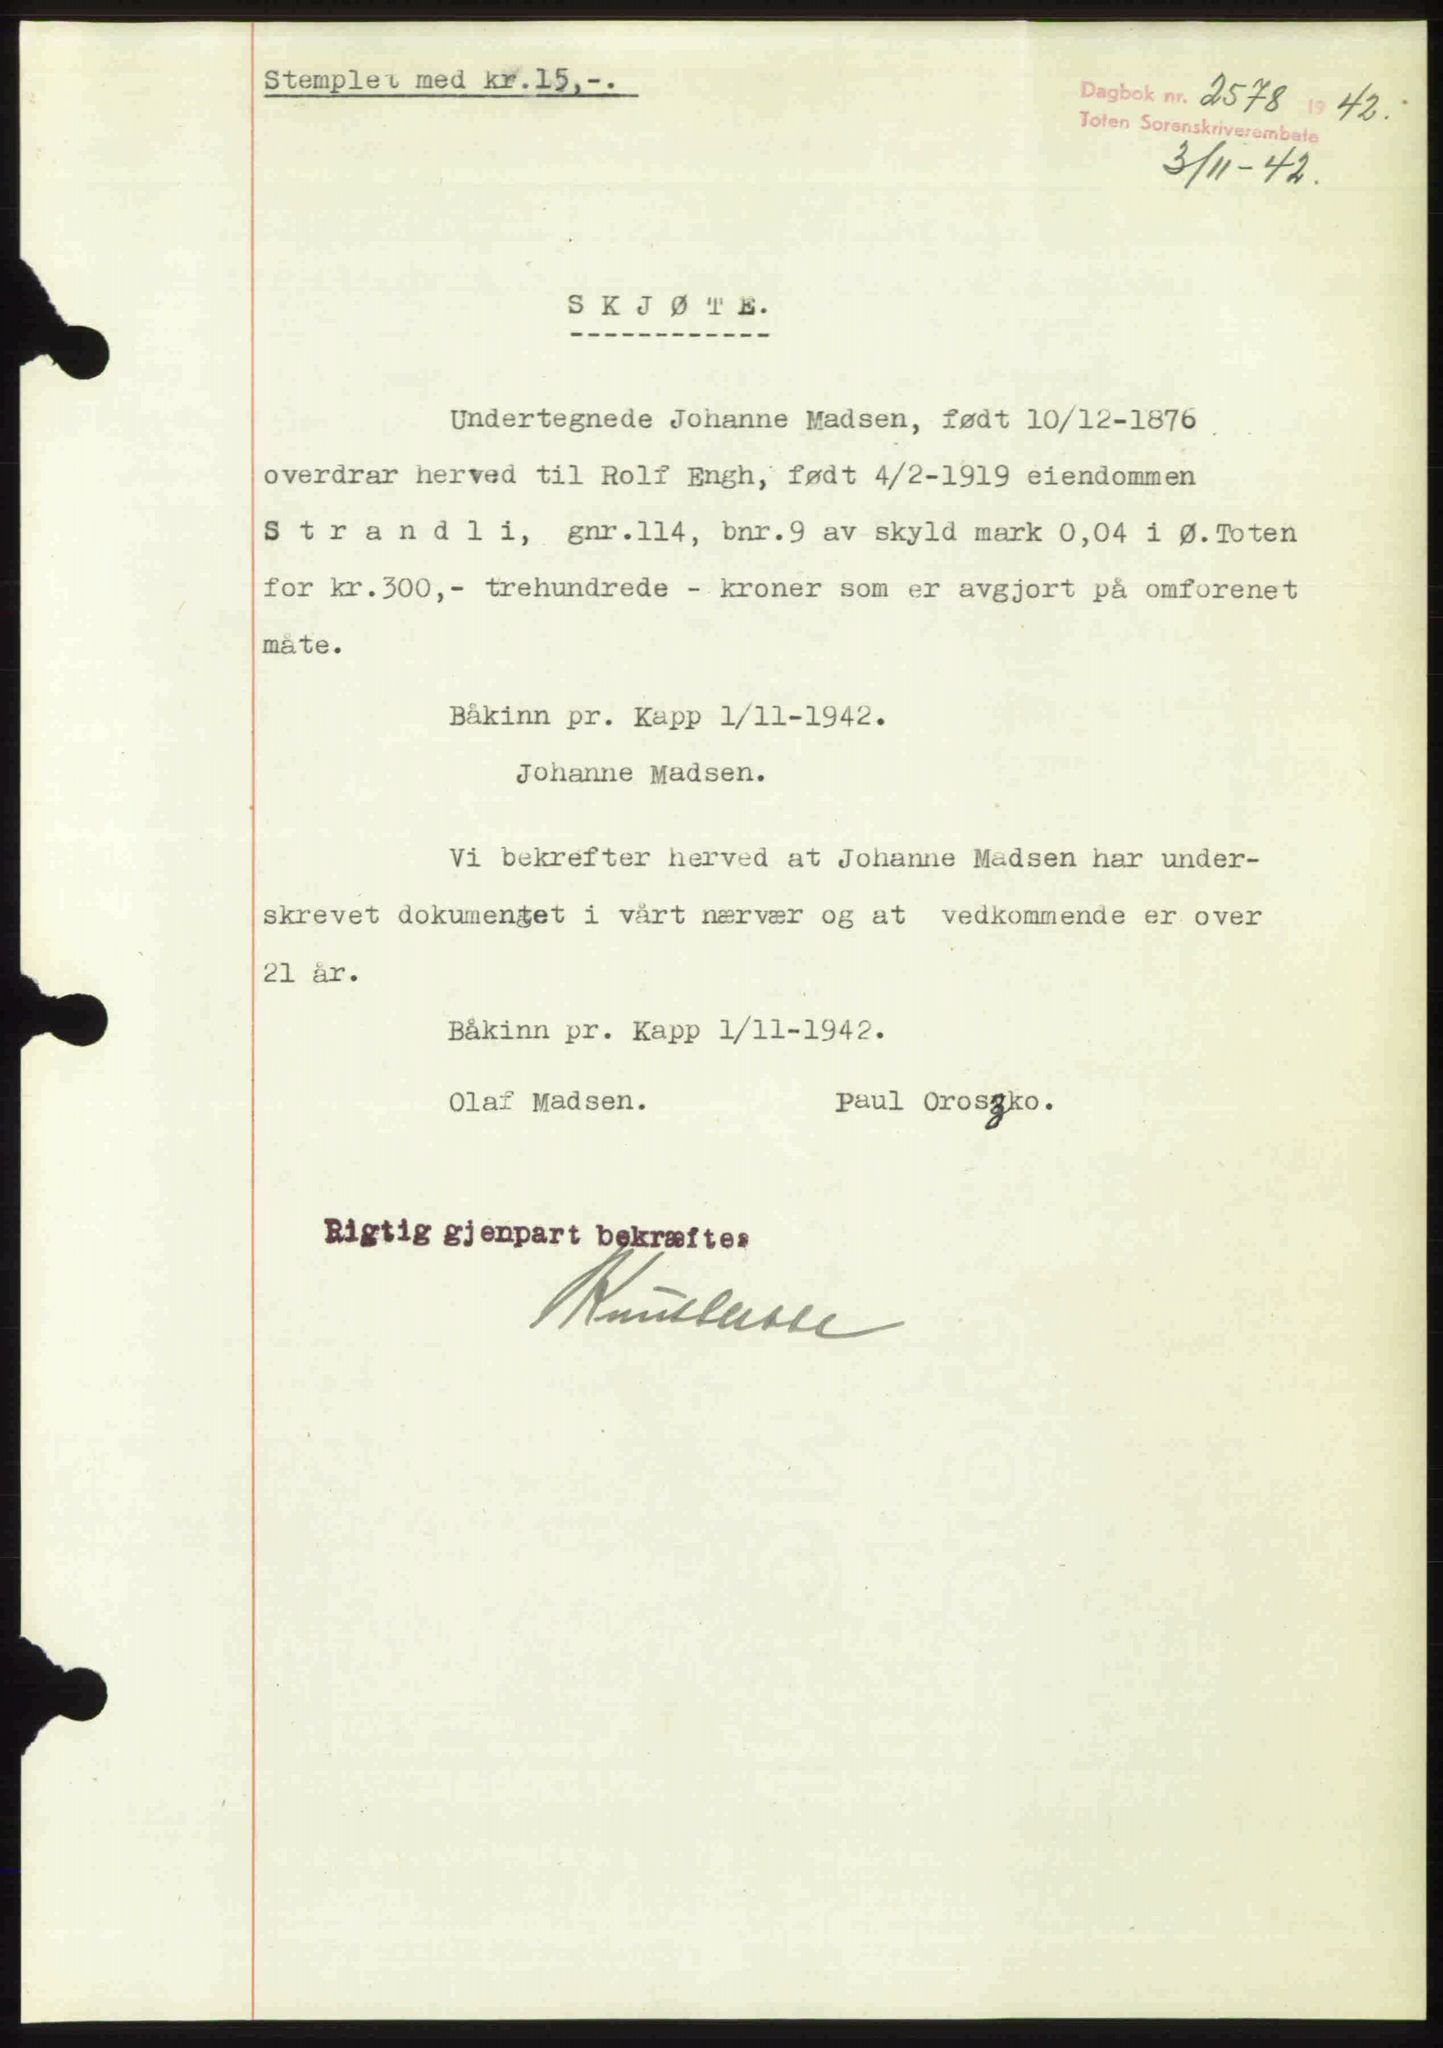 Stemplet med kr.15,-.
Dagbok nr. 2578 1942.
Toten Sorenskriverembete
3/11-42.
SKJØTE.
Undertegnede Johanne Madsen, født 10/12-1876
overdrar herved til Rolf Engh, født 4/2-1919 eiendommen
Strandli, gnr.114, bnr.9 av skyld mark 0,04 i Ø.Toten
for kr.300,- trehundrede - kroner som er avgjort på omforenet
måte.
Båkinn pr. Kapp 1/11-1942.
Johanne Madsen.
Vi bekrefter herved at Johanne Madsen har under-
skrevet dokumentet i vårt nærvær og at vedkommende er over
21 år.
Båkinn pr. Kapp 1/11-1942.
Olaf Madsen. Paul Oroszko.
Rigtig gjenpart bekræftes